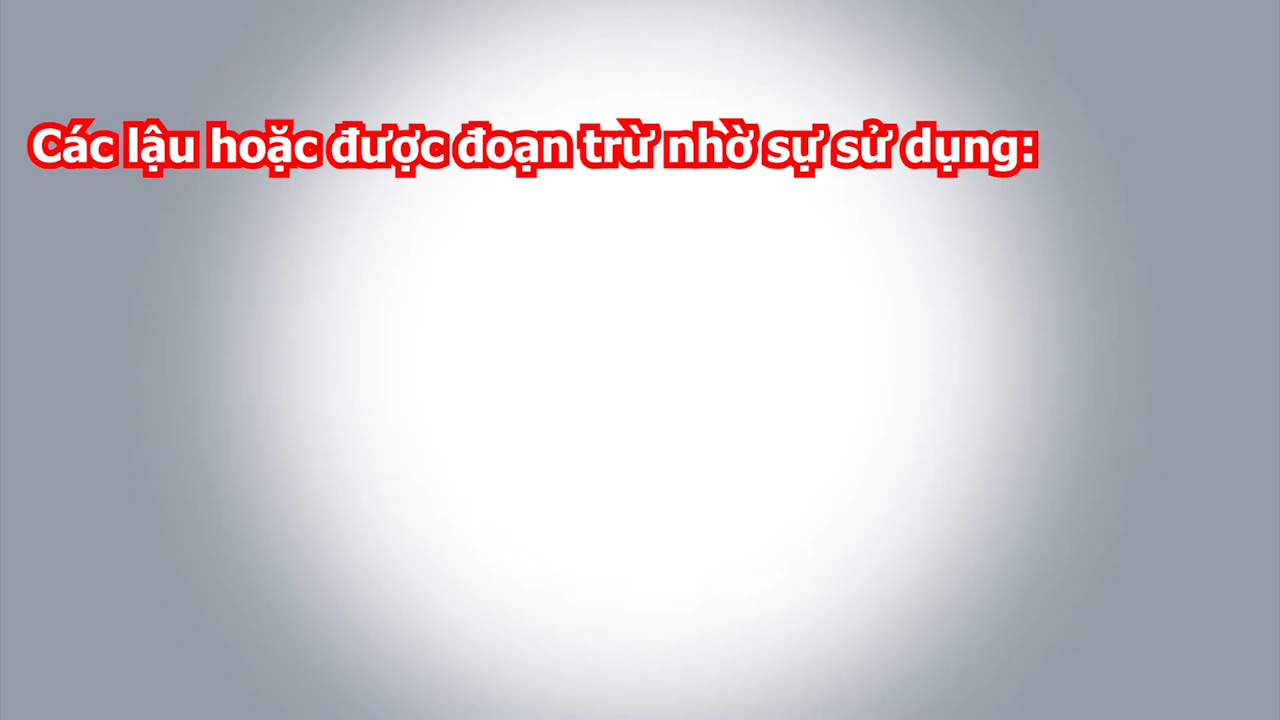 Các lậu hoặc được đoạn trừ nhờ sự sử dụng: